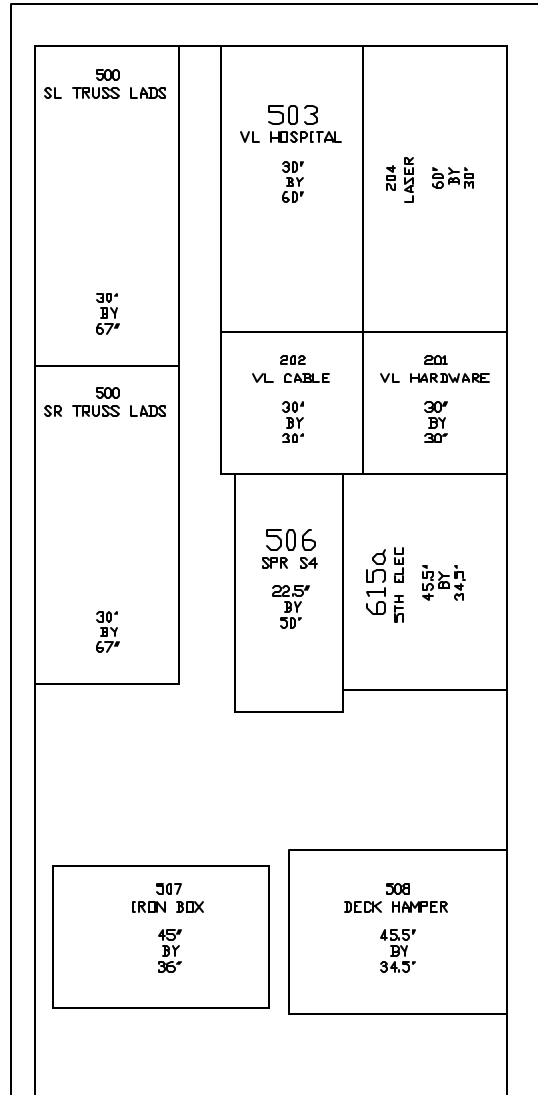 500
SL TRUSS LADS
30"
BY
67"
503
VL HOSPITAL
30"
BY
60"
204
LASER
60"
BY
30"
202
VL CABLE
30"
BY
30"
201
VL HARDWARE
30"
BY
30"
500
SR TRUSS LADS
30"
BY
67"
506
SPR S4
22.5"
BY
50"
615a
5TH ELEC
45.5"
BY
34.5"
507
IRON BOX
45"
BY
36"
508
DECK HAMPER
45.5"
BY
34.5"